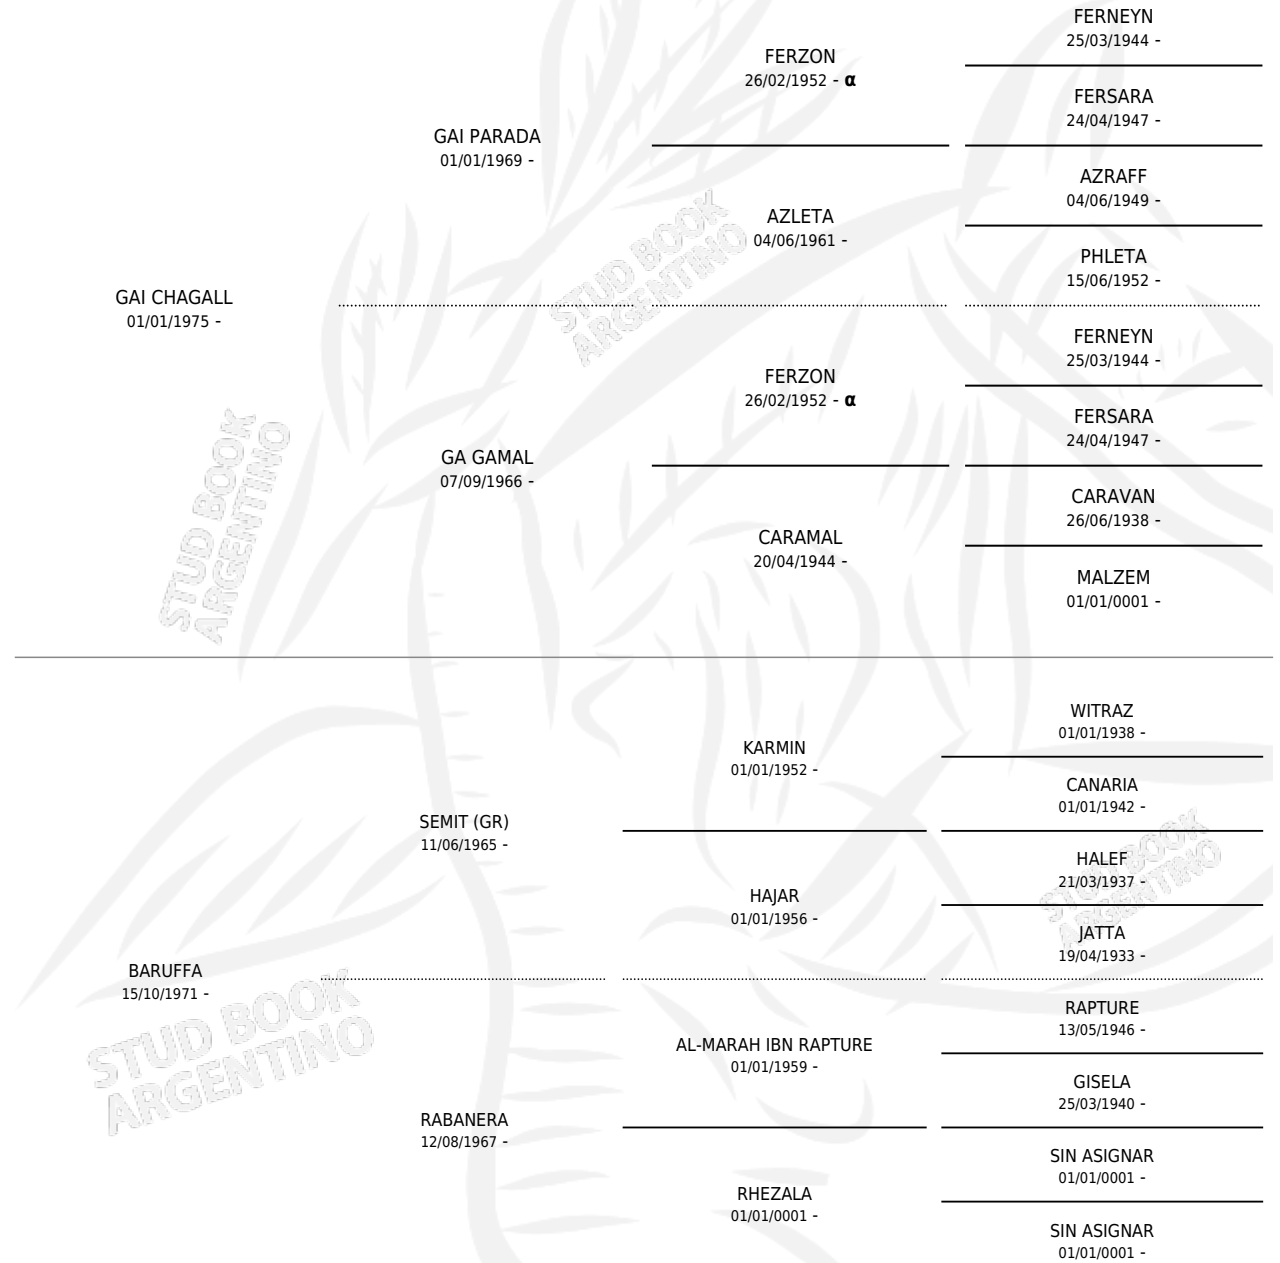 FERNEYN
25/03/1944 -
FERZON
26/02/1952 - α
FERSARA
24/04/1947 -
GAI PARADA
01/01/1969 -
AZRAFF
04/06/1949 -
AZLETA
04/06/1961 -
PHLETA
15/06/1952 -
GAI CHAGALL
01/01/1975 -
FERNEYN
25/03/1944 -
FERZON
26/02/1952 - α
FERSARA
24/04/1947 -
GA GAMAL
07/09/1966 -
CARAVAN
26/06/1938 -
CARAMAL
20/04/1944 -
MALZEM
01/01/0001 -
WITRAZ
01/01/1938 -
KARMIN
01/01/1952 -
CANARIA
01/01/1942 -
SEMIT (GR)
11/06/1965 -
HALEF
21/03/1937 -
HAJAR
01/01/1956 -
JATTA
19/04/1933 -
BARUFFA
15/10/1971 -
RAPTURE
13/05/1946 -
AL-MARAH IBN RAPTURE
01/01/1959 -
GISELA
25/03/1940 -
RABANERA
12/08/1967 -
SIN ASIGNAR
01/01/0001 -
RHEZALA
01/01/0001 -
SIN ASIGNAR
01/01/0001 -
STUD BOOK
ARGENTINO
STUD BOOK
ARGENTINO
STUD BOOK
ARGENTINO
STUD BOOK
ARGENTINO